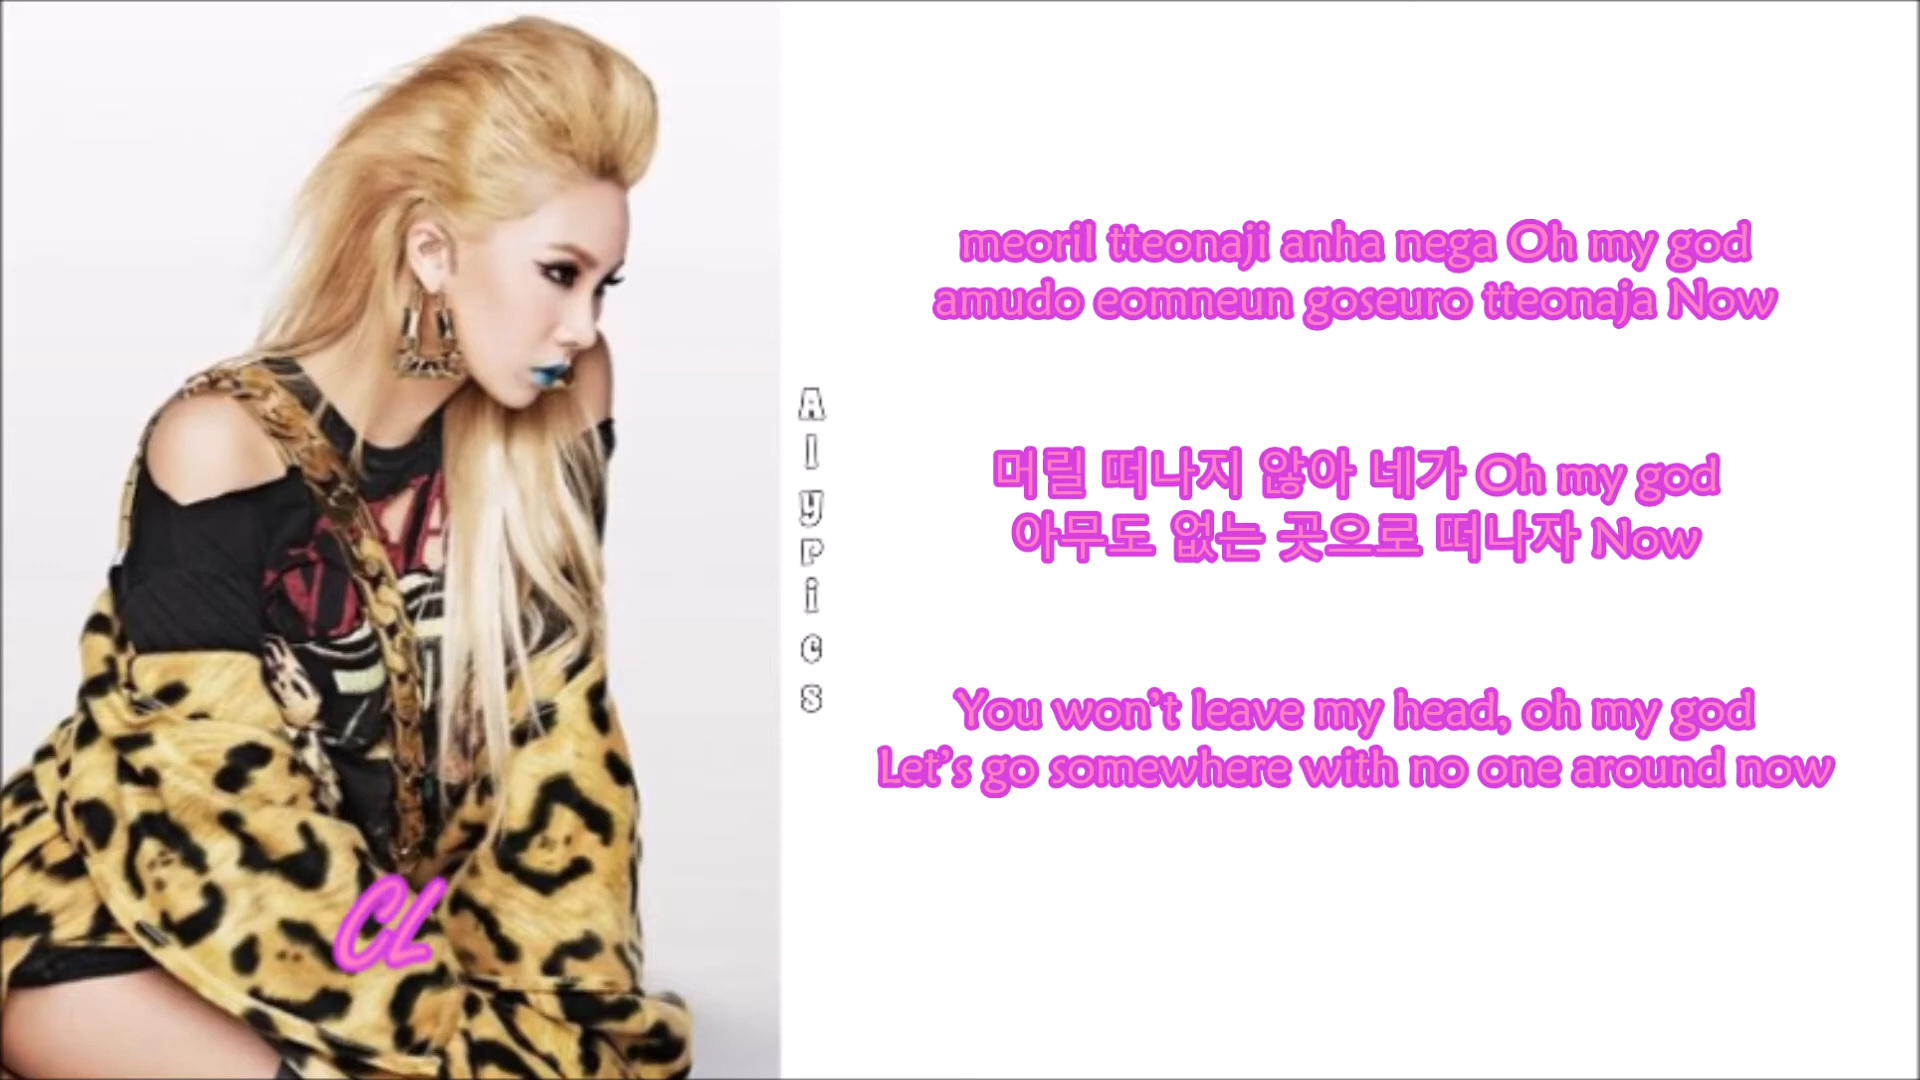 meoril tteonaji anha nega Oh my god
amudo eomneun goseuro tteonaja Now
머릴 떠나지 않아 네가 Oh my god
아무도 없는 곳으로 떠나자 Now
You won't leave my head, oh my god
Let's go somewhere with no one around now
AlyPics
CL